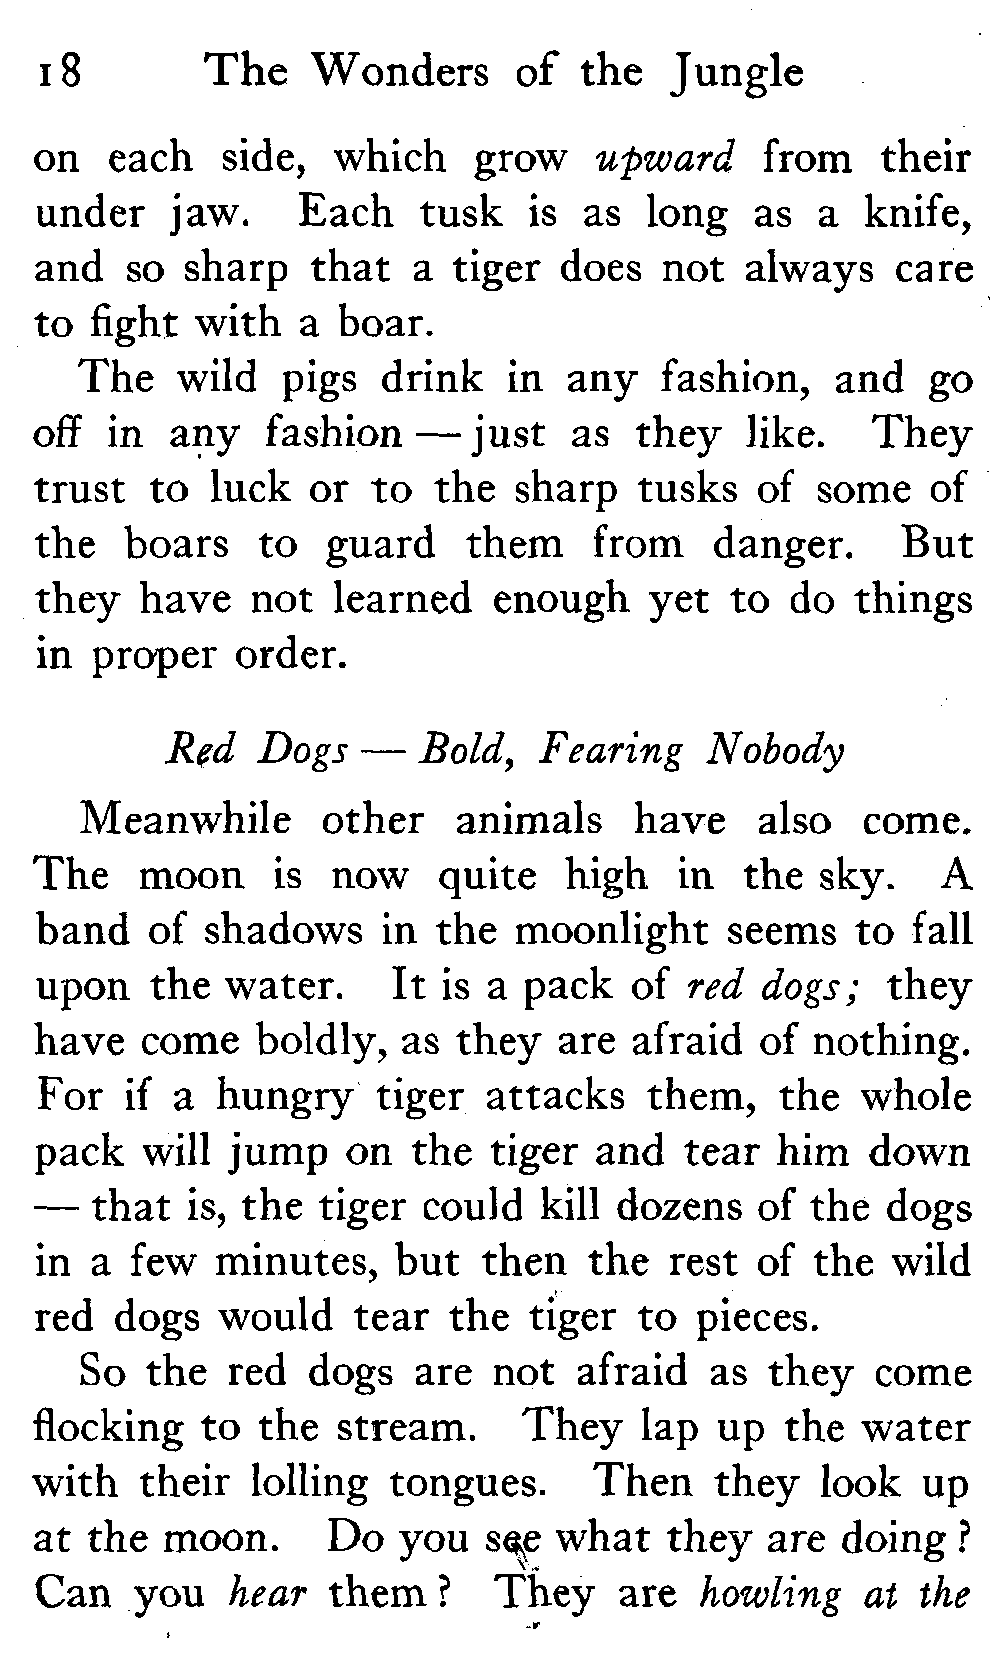 18 The Wonders of the Jungle
on each side, which grow upward from their
under jaw. Each tusk is as long as a knife,
and so sharp that a tiger does not always care
to fight with a boar.
The wild pigs drink in any fashion, and go
off in any fashion — just as they like. They
trust to luck or to the sharp tusks of some of
the boars to guard them from danger. But
they have not learned enough yet to do things
in proper order.
Red Dogs — Bold, Fearing Nobody
Meanwhile other animals have also come.
The moon is now quite high in the sky. A
band of shadows in the moonlight seems to fall
upon the water. It is a pack of red dogs; they
have come boldly, as they are afraid of nothing.
For if a hungry tiger attacks them, the whole
pack will jump on the tiger and tear him down
— that is, the tiger could kill dozens of the dogs
in a few minutes, but then the rest of the wild
red dogs would tear the tiger to pieces.
So the red dogs are not afraid as they come
flocking to the stream. They lap up the water
with their lolling tongues. Then they look up
at the moon. Do you see what they are doing?
Can you hear them? They are howling at the